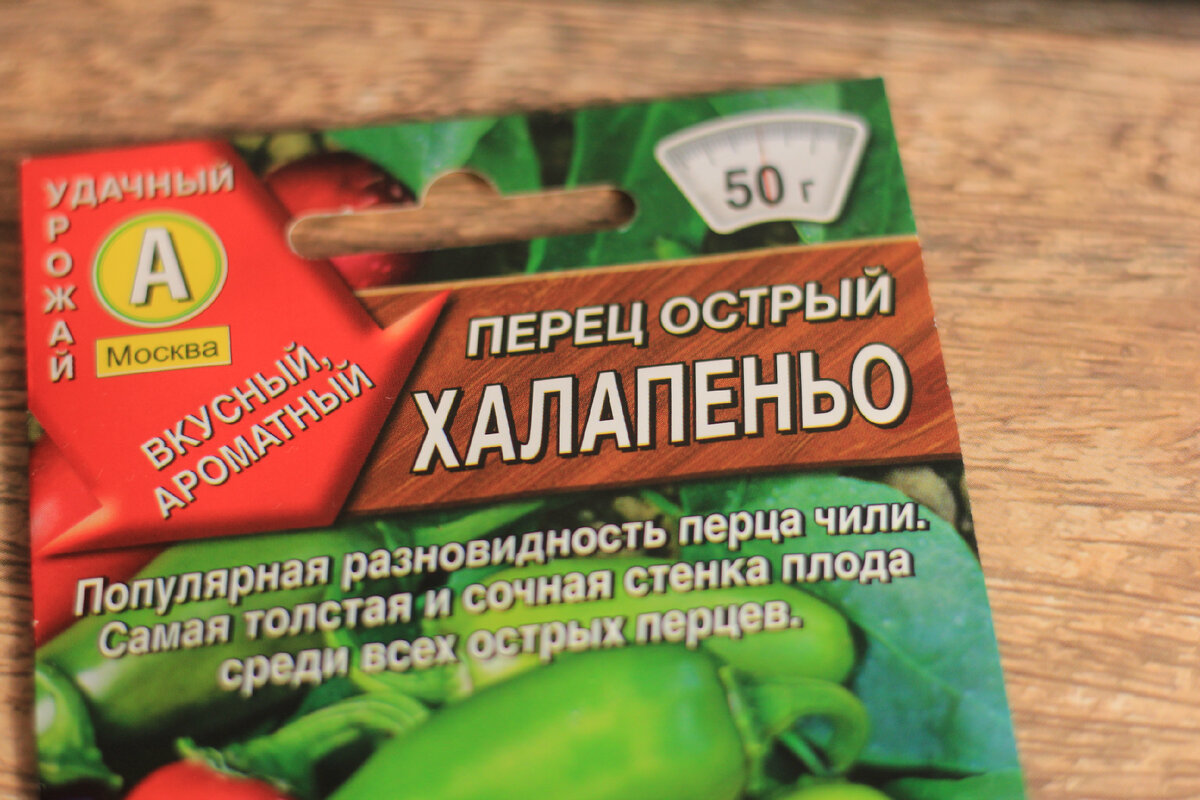 УДАЧНЫЙ
УРОЖАЙ
А
Москва
ВКУСНЫЙ,
АРОМАТНЫЙ
50 г
ПЕРЕЦ ОСТРЫЙ
ХАЛАПЕНЬО
Популярная разновидность перца чили.
Самая толстая и сочная стенка плода
среди всех острых перцев.